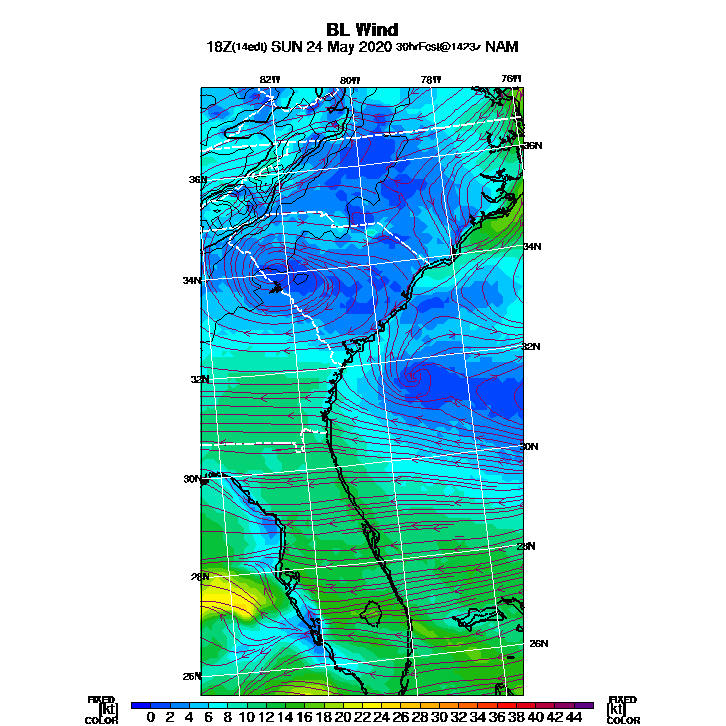 BL Wind
18Z(14edt) SUN 24 May 2020 39hrFcst@1423z NAM
82W 80W 78W 76W
36N
36N
34N
34N
32N
32N
30N
30N
28N
28N
26N
26N
FIXED FIXED
[kt] 0 2 4 6 8 10 12 14 16 18 20 22 24 26 28 30 32 34 36 38 40 42 44 [kt]
COLOR COLOR